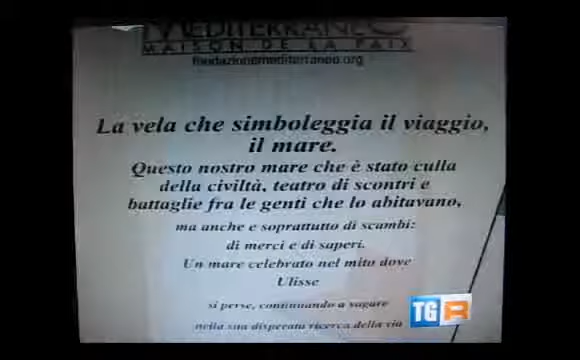 MEDITERRANEO
MAISON DE LA PAIX
fondazionemediterraneo.org
La vela che simboleggia il viaggio,
il mare.
Questo nostro mare che è stato culla
della civiltà, teatro di scontri e
battaglie fra le genti che lo abitavano,
ma anche e soprattutto di scambi:
di merci e di saperi.
Un mare celebrato nel mito dove
Ulisse
si perse, continuando a vagare
nella sua disperata ricerca della via
TGR